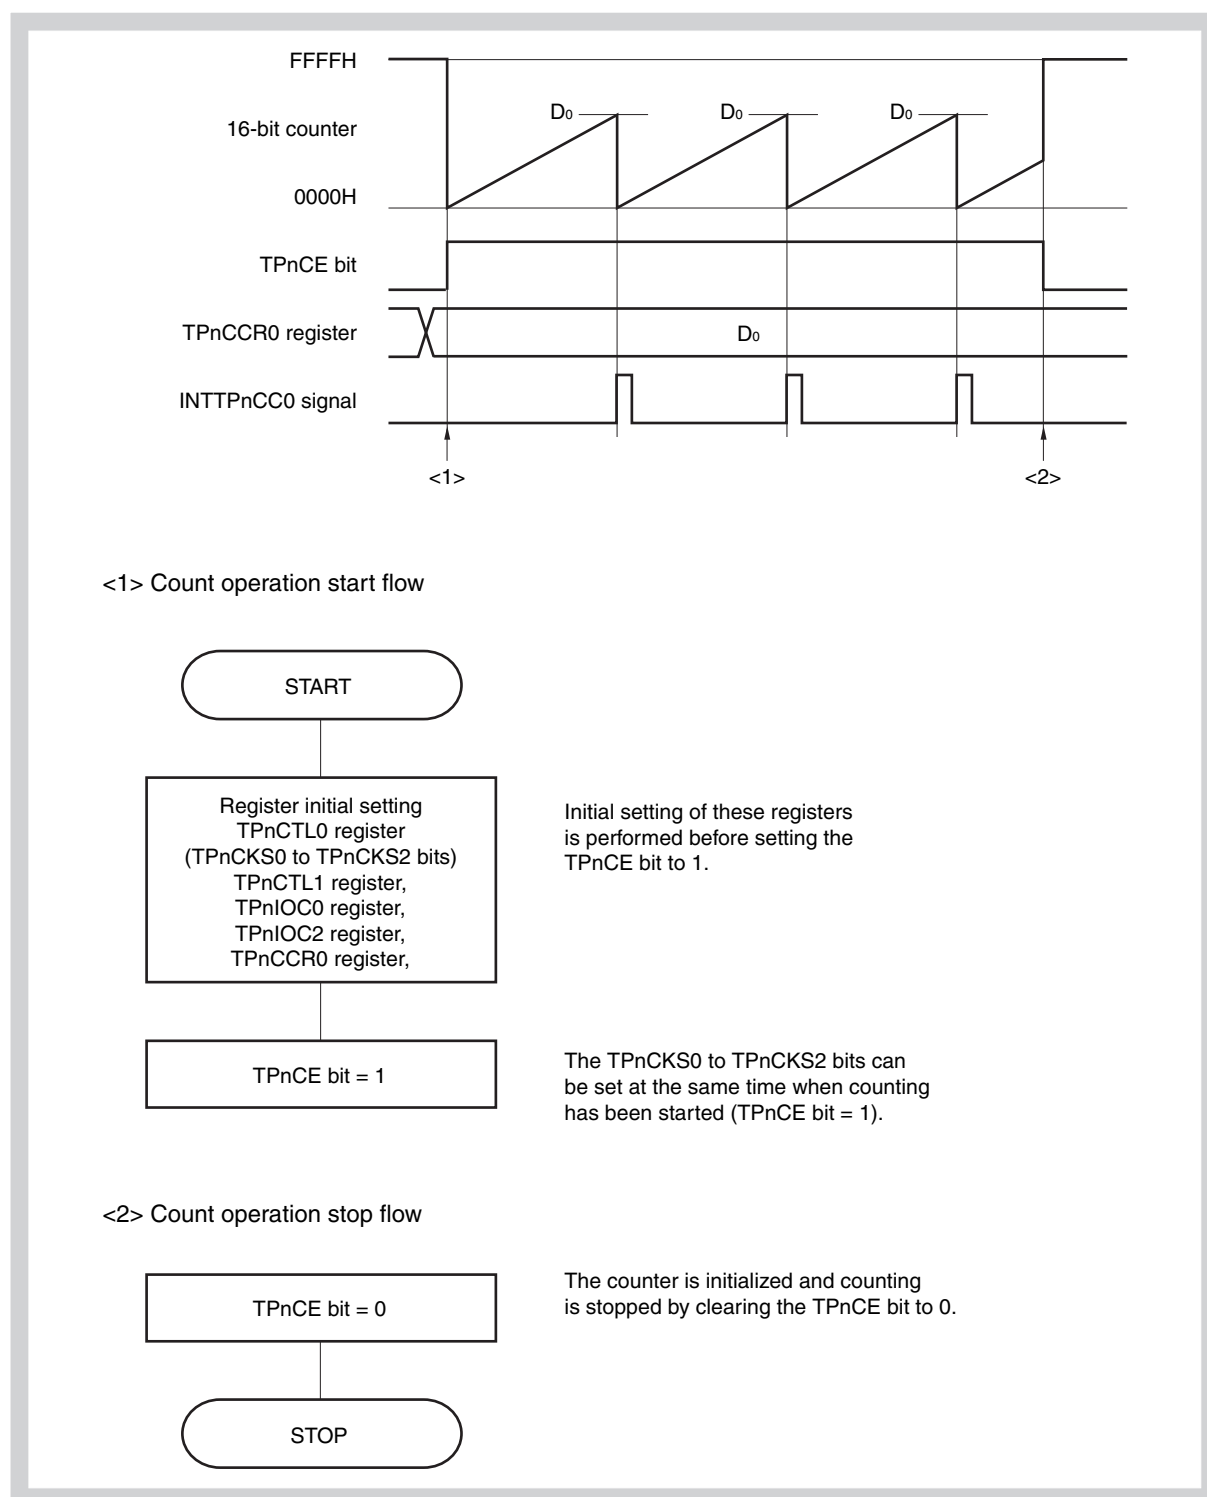 FFFFH
D0 D0 D0
16-bit counter
0000H
TPnCE bit
TPnCCR0 register D0
INTTPnCC0 signal
<1> <2>
<1> Count operation start flow
START
Register initial setting
TPnCTL0 register
(TPnCKS0 to TPnCKS2 bits)
TPnCTL1 register,
TPnIOC0 register,
TPnIOC2 register,
TPnCCR0 register,
Initial setting of these registers
is performed before setting the
TPnCE bit to 1.
TPnCE bit = 1
The TPnCKS0 to TPnCKS2 bits can
be set at the same time when counting
has been started (TPnCE bit = 1).
<2> Count operation stop flow
TPnCE bit = 0
The counter is initialized and counting
is stopped by clearing the TPnCE bit to 0.
STOP